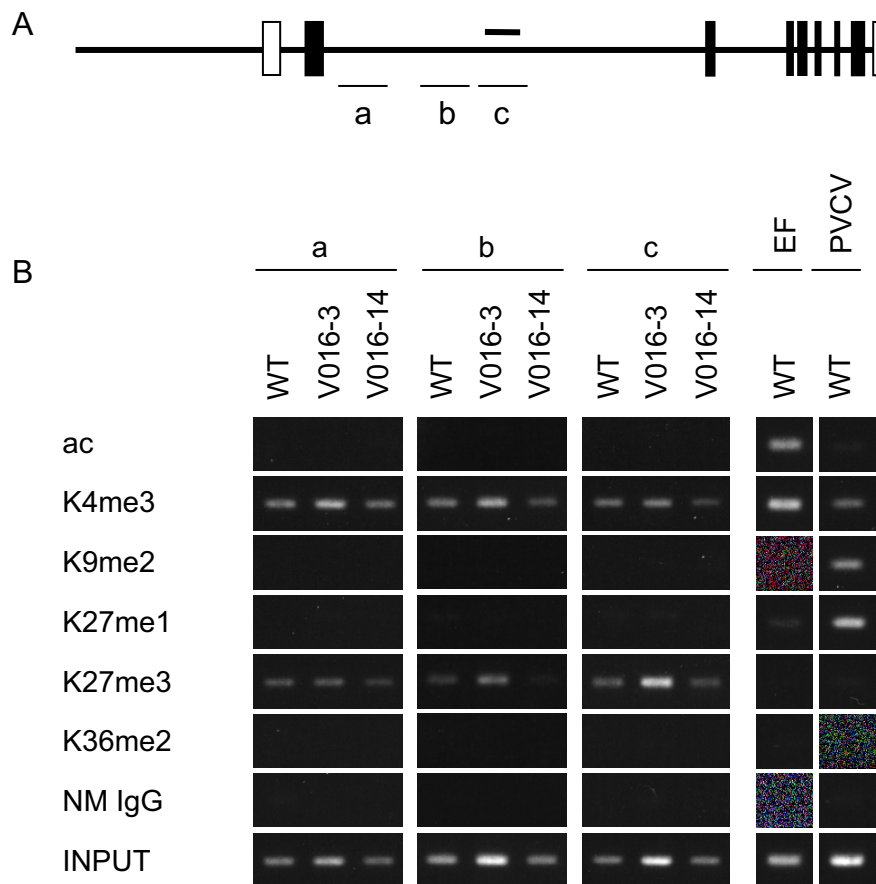 A
a b c
EF PVCV
a b c
B
WT V016-3 V016-14 WT V016-3 V016-14 WT V016-3 V016-14 WT WT
ac
K4me3
K9me2
K27me1
K27me3
K36me2
NM IgG
INPUT